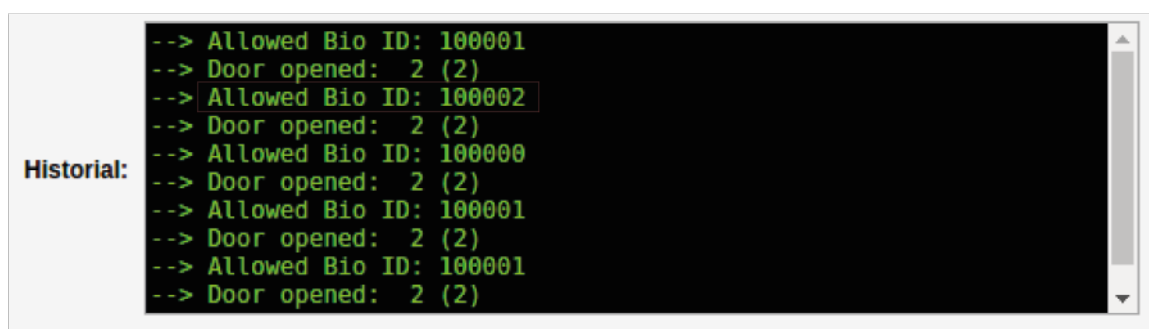 Historial:
--> Allowed Bio ID: 100001
--> Door opened:  2 (2)
--> Allowed Bio ID: 100002
--> Door opened:  2 (2)
--> Allowed Bio ID: 100000
--> Door opened:  2 (2)
--> Allowed Bio ID: 100001
--> Door opened:  2 (2)
--> Allowed Bio ID: 100001
--> Door opened:  2 (2)